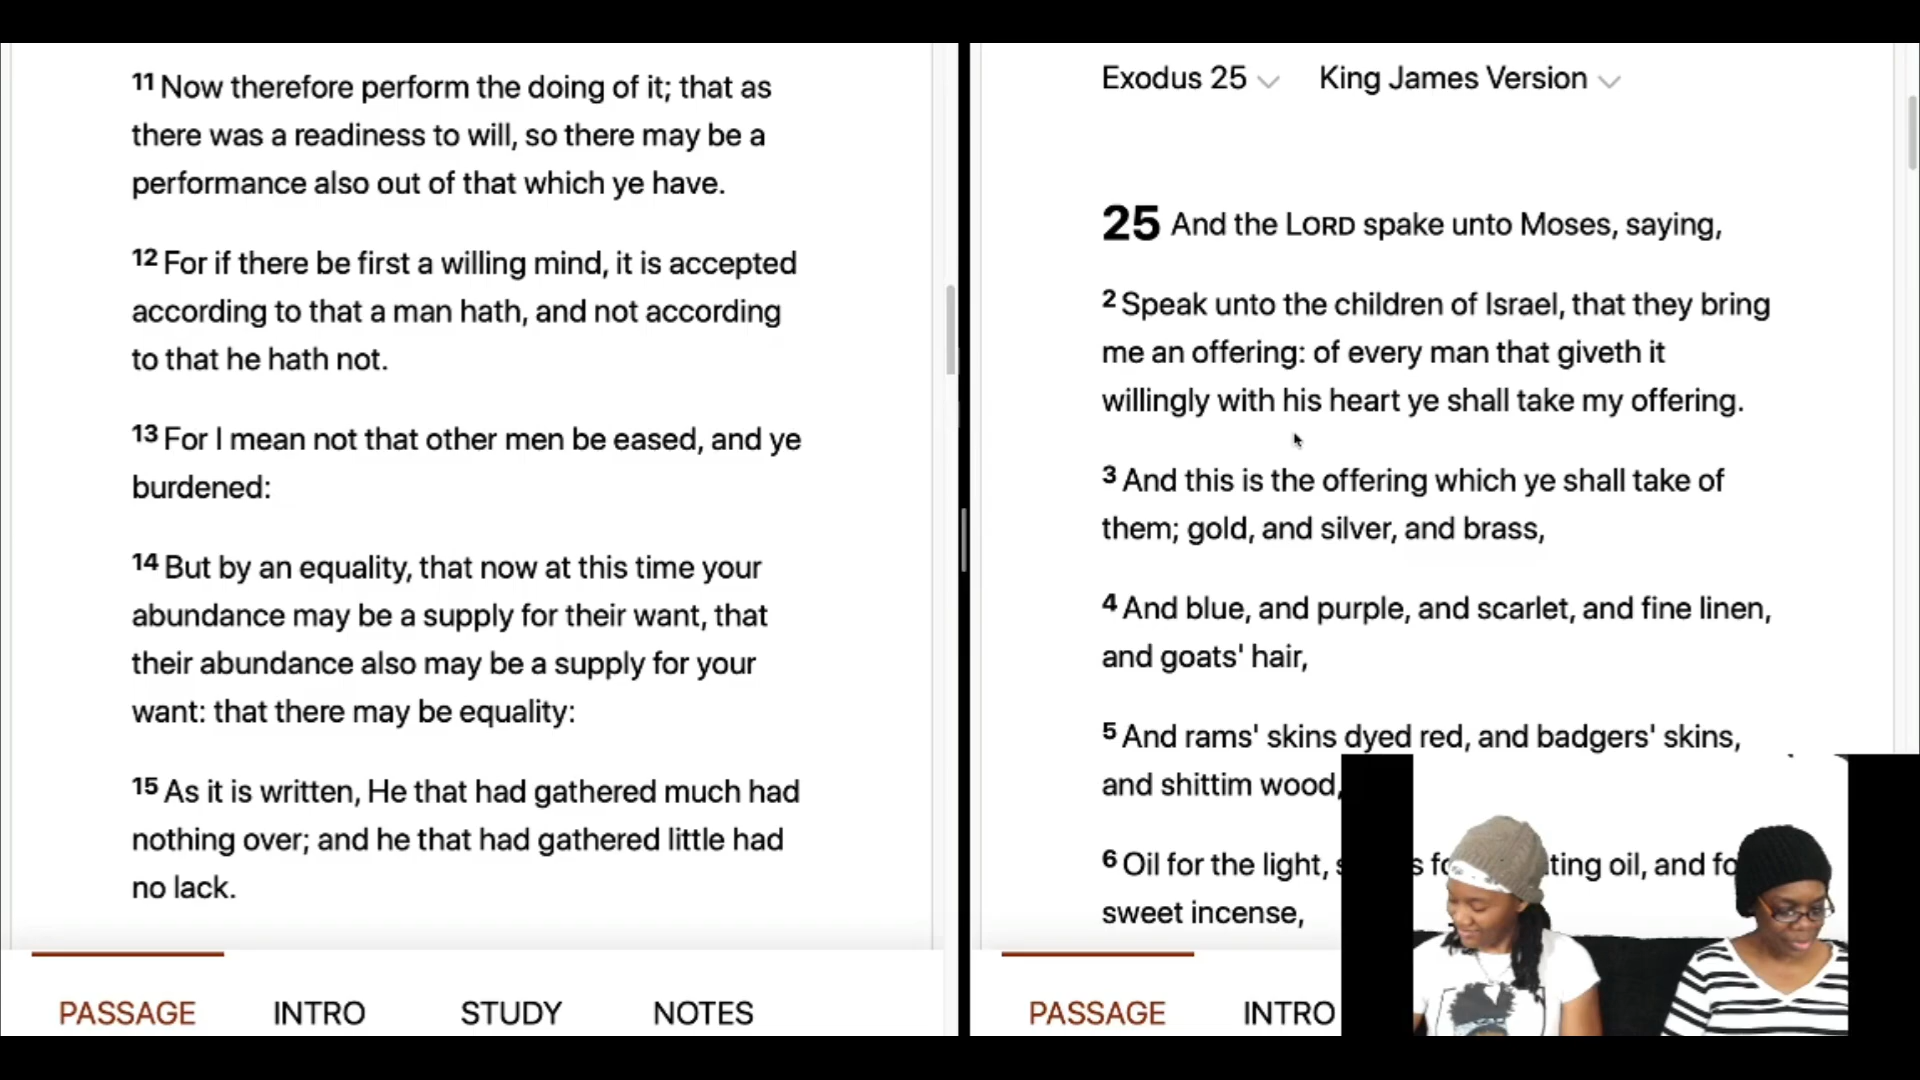 11 Now therefore perform the doing of it; that as
there was a readiness to will, so there may be a
performance also out of that which ye have.
12 For if there be first a willing mind, it is accepted
according to that a man hath, and not according
to that he hath not.
13 For I mean not that other men be eased, and ye
burdened:
14 But by an equality, that now at this time your
abundance may be a supply for their want, that
their abundance also may be a supply for your
want: that there may be equality:
15 As it is written, He that had gathered much had
nothing over; and he that had gathered little had
no lack.
PASSAGE INTRO STUDY NOTES
Exodus 25 King James Version
25 And the LORD spake unto Moses, saying,
2 Speak unto the children of Israel, that they bring
me an offering: of every man that giveth it
willingly with his heart ye shall take my offering.
3 And this is the offering which ye shall take of
them; gold, and silver, and brass,
4 And blue, and purple, and scarlet, and fine linen,
and goats' hair,
5 And rams' skins dyed red, and badgers' skins,
and shittim wood,
6 Oil for the light, oil, and
sweet incense,
PASSAGE INTRO